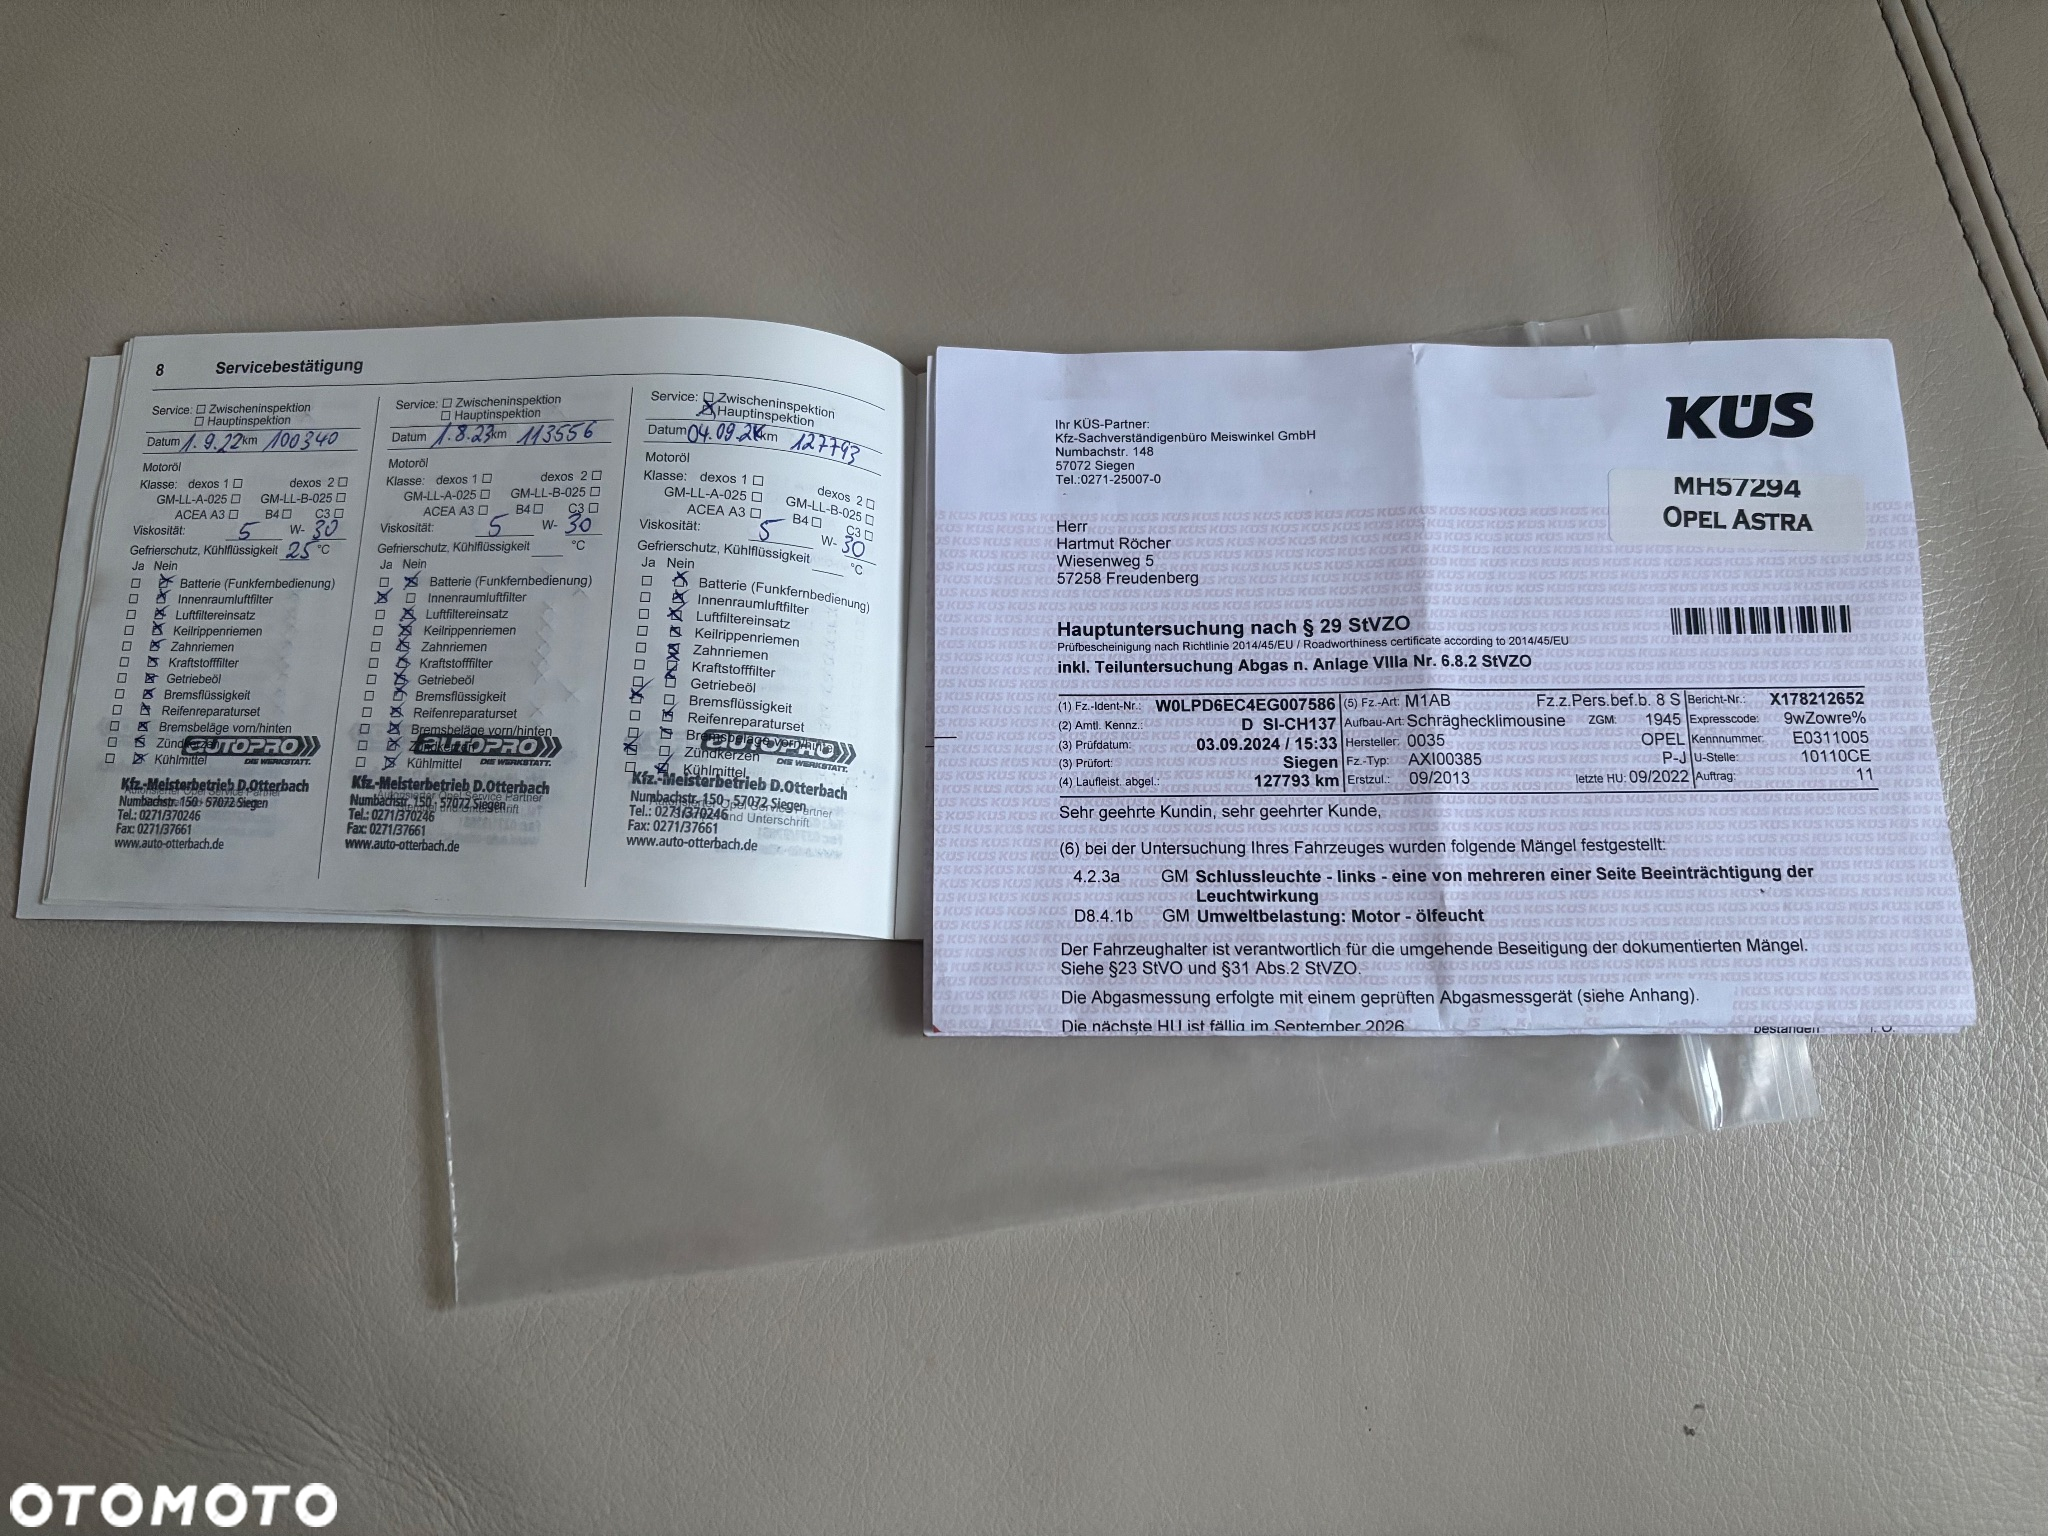 8 Servicebestätigung
Service: ☐ Zwischeninspektion
☐ Hauptinspektion
Datum 1.9.22 km 100340
Motoröl
Klasse: dexos 1 ☐ dexos 2 ☐
GM-LL-A-025 ☐ GM-LL-B-025 ☐
ACEA A3 ☐ B4 ☐ C3 ☐
Viskosität: 5 W- 30
Gefrierschutz, Kühlflüssigkeit 25 °C
Ja Nein
☐ ☒ Batterie (Funkfernbedienung)
☐ ☒ Innenraumluftfilter
☐ ☒ Luftfiltereinsatz
☐ ☒ Keilrippenriemen
☐ ☒ Zahnriemen
☐ ☒ Kraftstofffilter
☐ ☒ Getriebeöl
☐ ☒ Bremsflüssigkeit
☐ ☒ Reifenreparaturset
☐ ☒ Bremsbeläge vorn/hinten
☐ ☒ Zündkerzen
☐ ☒ Kühlmittel
AUTOPRO
DIE WERKSTATT.
Kfz.-Meisterbetrieb D.Otterbach
Numbachstr. 150 · 57072 Siegen
Tel.: 0271/370246
Fax: 0271/37661
www.auto-otterbach.de
Service: ☐ Zwischeninspektion
☐ Hauptinspektion
Datum 1.8.23 km 113556
Motoröl
Klasse: dexos 1 ☐ dexos 2 ☐
GM-LL-A-025 ☐ GM-LL-B-025 ☐
ACEA A3 ☐ B4 ☐ C3 ☐
Viskosität: 5 W- 30
Gefrierschutz, Kühlflüssigkeit ____ °C
Ja Nein
☐ ☒ Batterie (Funkfernbedienung)
☒ ☐ Innenraumluftfilter
☐ ☒ Luftfiltereinsatz
☐ ☒ Keilrippenriemen
☐ ☒ Zahnriemen
☐ ☒ Kraftstofffilter
☐ ☒ Getriebeöl
☐ ☒ Bremsflüssigkeit
☐ ☒ Reifenreparaturset
☐ ☒ Bremsbeläge vorn/hinten
☐ ☒ Zündkerzen
☐ ☒ Kühlmittel
AUTOPRO
DIE WERKSTATT.
Kfz.-Meisterbetrieb D.Otterbach
Numbachstr. 150 · 57072 Siegen
Tel.: 0271/370246
Fax: 0271/37661
www.auto-otterbach.de
Service: ☐ Zwischeninspektion
☒ Hauptinspektion
Datum 04.09.24 km 127793
Motoröl
Klasse: dexos 1 ☐ dexos 2 ☐
GM-LL-A-025 ☐ GM-LL-B-025 ☐
ACEA A3 ☐ B4 ☐ C3 ☐
Viskosität: 5 W- 30
Gefrierschutz, Kühlflüssigkeit ____ °C
Ja Nein
☐ ☒ Batterie (Funkfernbedienung)
☐ ☒ Innenraumluftfilter
☐ ☒ Luftfiltereinsatz
☐ ☒ Keilrippenriemen
☐ ☒ Zahnriemen
☐ ☒ Kraftstofffilter
☐ Getriebeöl
☒ ☐ Bremsflüssigkeit
☐ ☒ Reifenreparaturset
☐ ☒ Bremsbeläge vorn/hinten
☒ ☐ Zündkerzen
☐ ☒ Kühlmittel
AUTOPRO
DIE WERKSTATT.
Kfz.-Meisterbetrieb D.Otterbach
Numbachstr. 150 · 57072 Siegen
Tel.: 0271/370246
Fax: 0271/37661
www.auto-otterbach.de
KÜS
MH57294
OPEL ASTRA
Ihr KÜS-Partner:
Kfz-Sachverständigenbüro Meiswinkel GmbH
Numbachstr. 148
57072 Siegen
Tel.:0271-25007-0
Herr
Hartmut Röcher
Wiesenweg 5
57258 Freudenberg
Hauptuntersuchung nach § 29 StVZO
Prüfbescheinigung nach Richtlinie 2014/45/EU / Roadworthiness certificate according to 2014/45/EU
inkl. Teiluntersuchung Abgas n. Anlage VIIIa Nr. 6.8.2 StVZO
(1) Fz.-Ident-Nr.: W0LPD6EC4EG007586 (5) Fz.-Art: M1AB Fz.z.Pers.bef.b. 8 S Bericht-Nr.: X178212652
(2) Amtl. Kennz.: D SI-CH137 Aufbau-Art: Schräghecklimousine ZGM: 1945 Expresscode: 9wZowre%
(3) Prüfdatum: 03.09.2024 / 15:33 Hersteller: 0035 OPEL Kennnummer: E0311005
(3) Prüfort: Siegen Fz.-Typ: AXI00385 P-J U-Stelle: 10110CE
(4) Laufleist. abgel.: 127793 km Erstzul.: 09/2013 letzte HU: 09/2022 Auftrag: 11
Sehr geehrte Kundin, sehr geehrter Kunde,
(6) bei der Untersuchung Ihres Fahrzeuges wurden folgende Mängel festgestellt:
4.2.3a GM Schlussleuchte - links - eine von mehreren einer Seite Beeinträchtigung der
Leuchtwirkung
D8.4.1b GM Umweltbelastung: Motor - ölfeucht
Der Fahrzeughalter ist verantwortlich für die umgehende Beseitigung der dokumentierten Mängel.
Siehe §23 StVO und §31 Abs.2 StVZO.
Die Abgasmessung erfolgte mit einem geprüften Abgasmessgerät (siehe Anhang).
Die nächste HU ist fällig im September 2026
bestanden
OTOMOTO